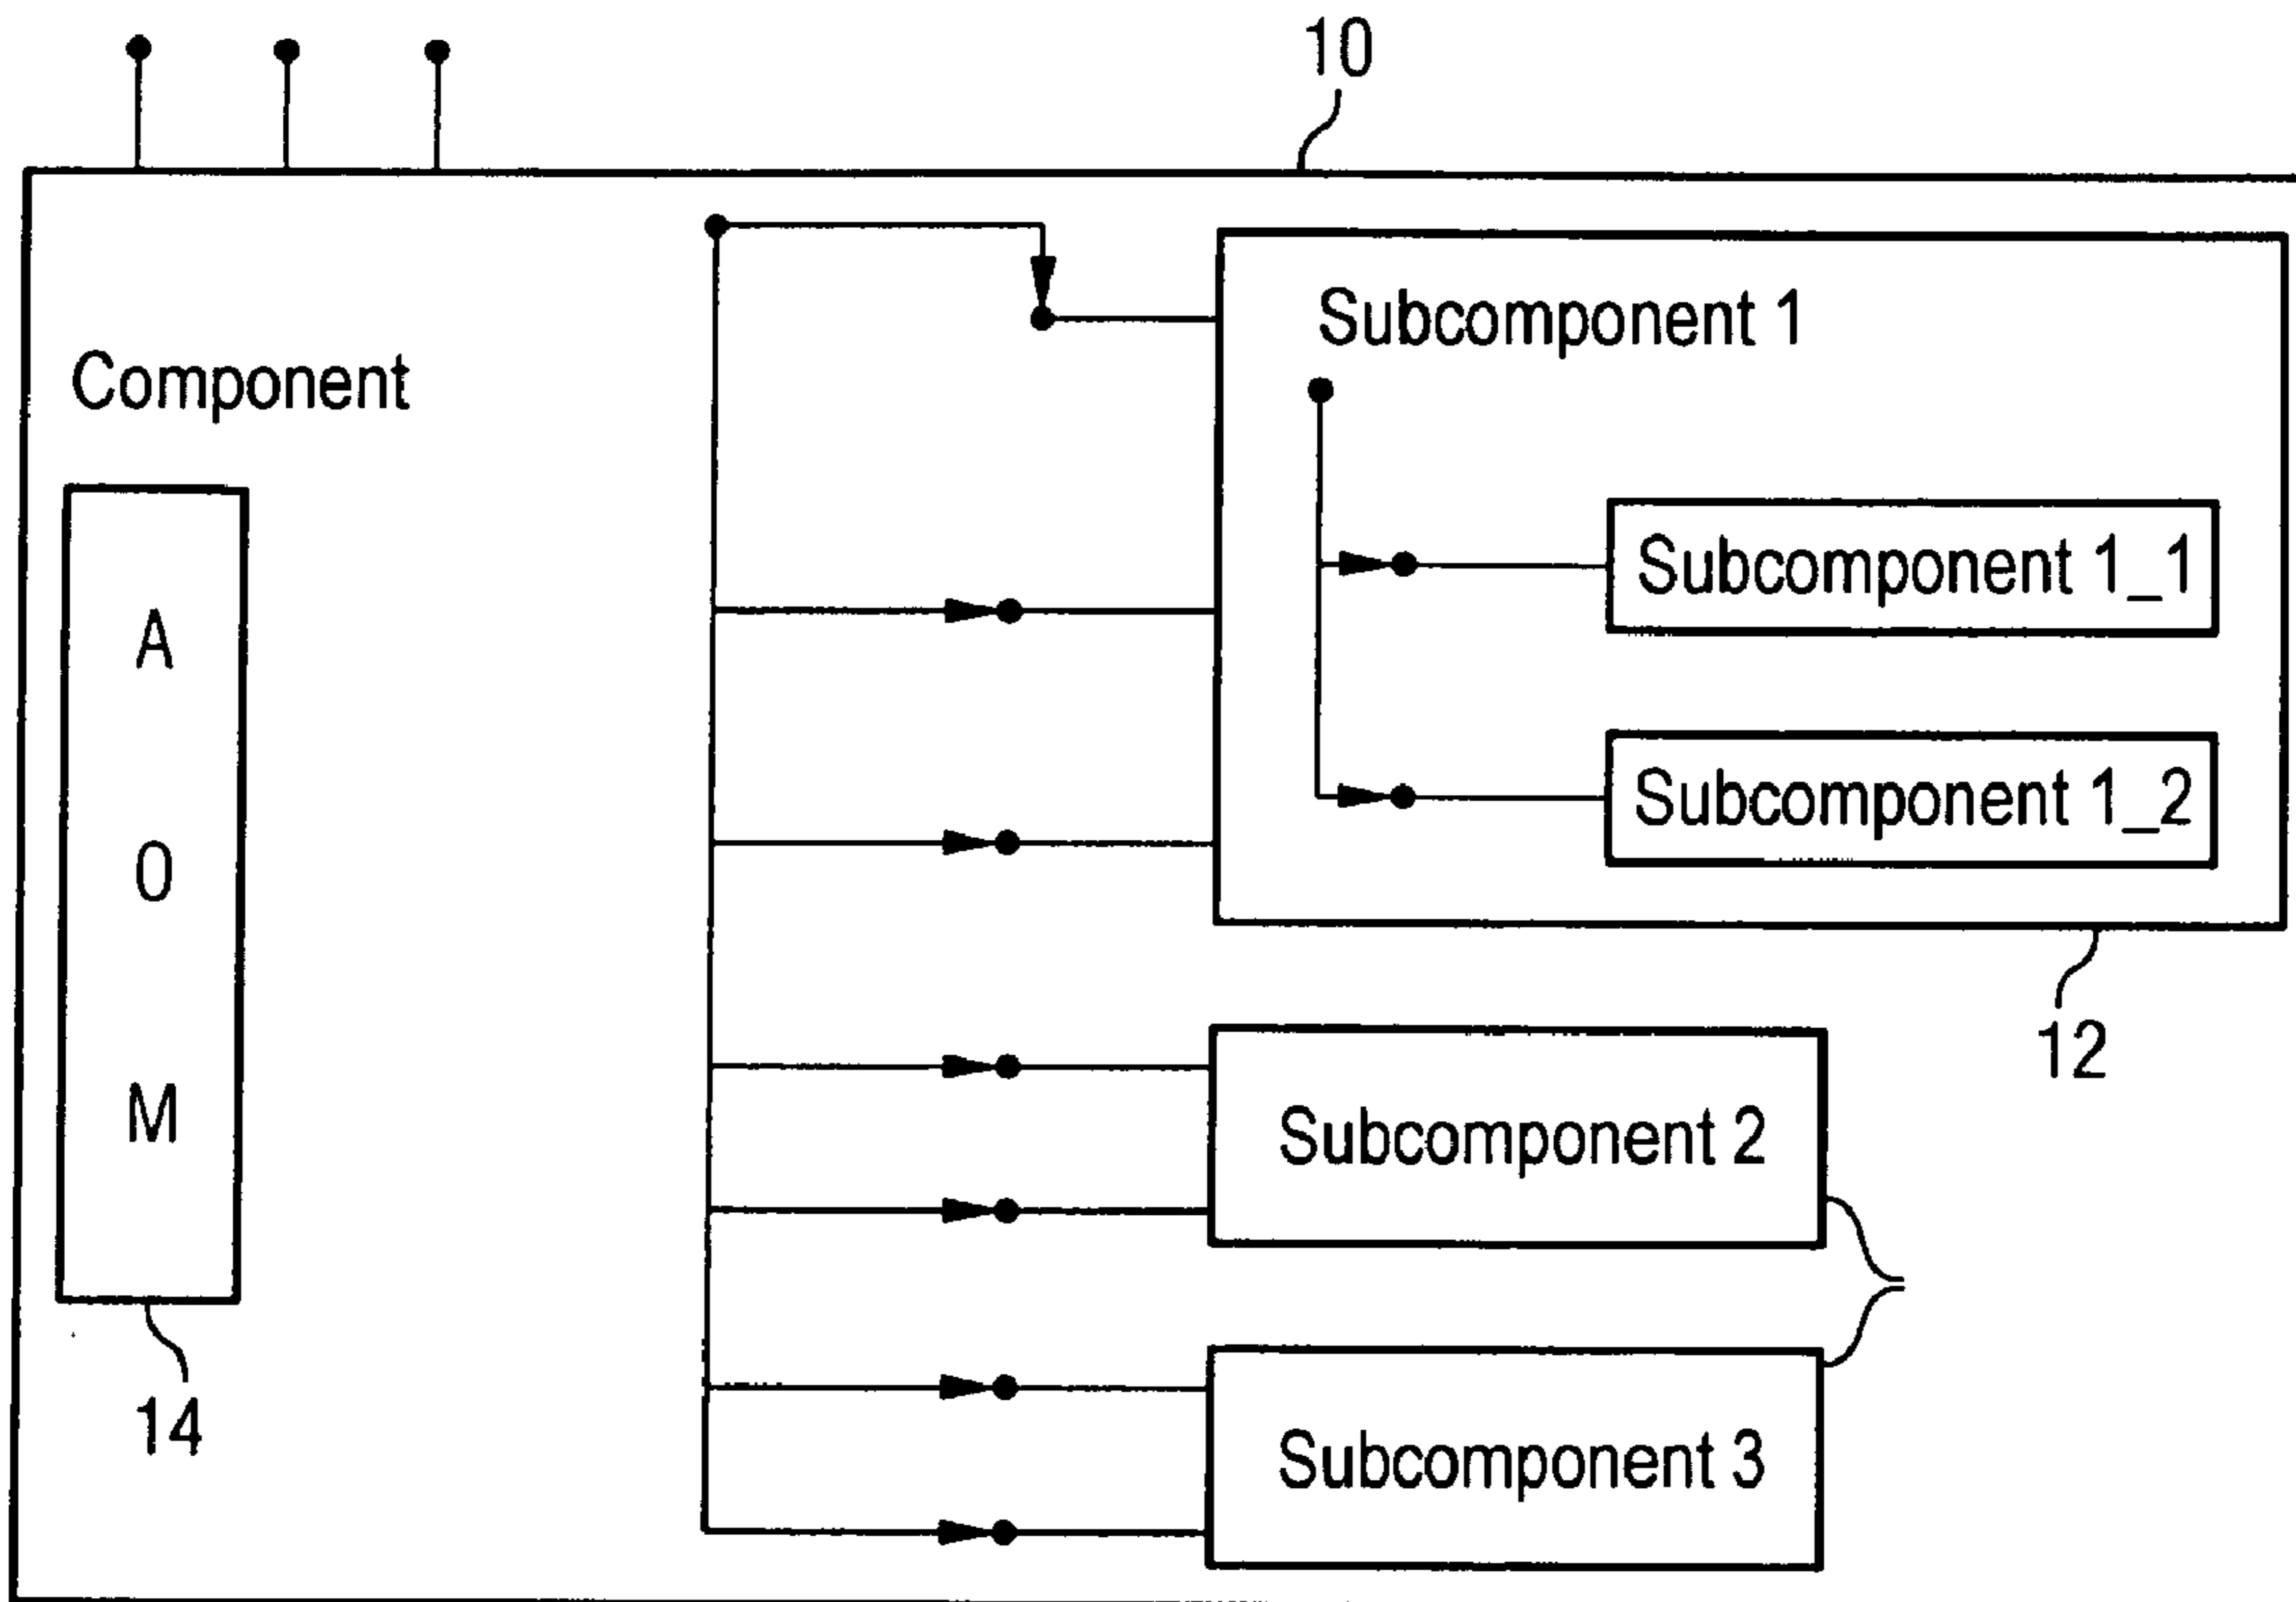 10
Component
Subcomponent 1
Subcomponent 1_1
Subcomponent 1_2
A
O
M
12
Subcomponent 2
14
Subcomponent 3